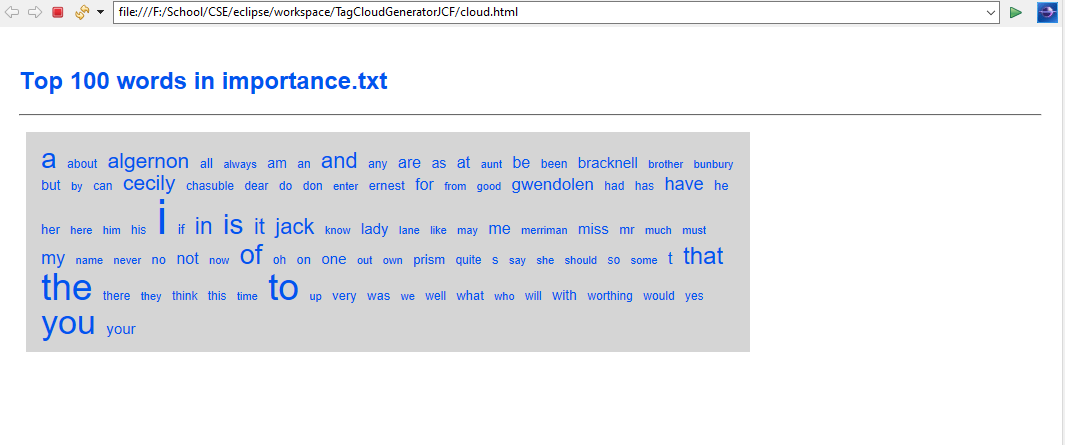 file:///F:/School/CSE/eclipse/workspace/TagCloudGeneratorJCF/cloud.html
Top 100 words in importance.txt
a about algernon all always am an and any are as at aunt be been bracknell brother bunbury
but by can cecily chasuble dear do don enter ernest for from good gwendolen had has have he
her here him his i if in is it jack know lady lane like may me merriman miss mr much must
my name never no not now of oh on one out own prism quite s say she should so some t that
the there they think this time to up very was we well what who will with worthing would yes
you your